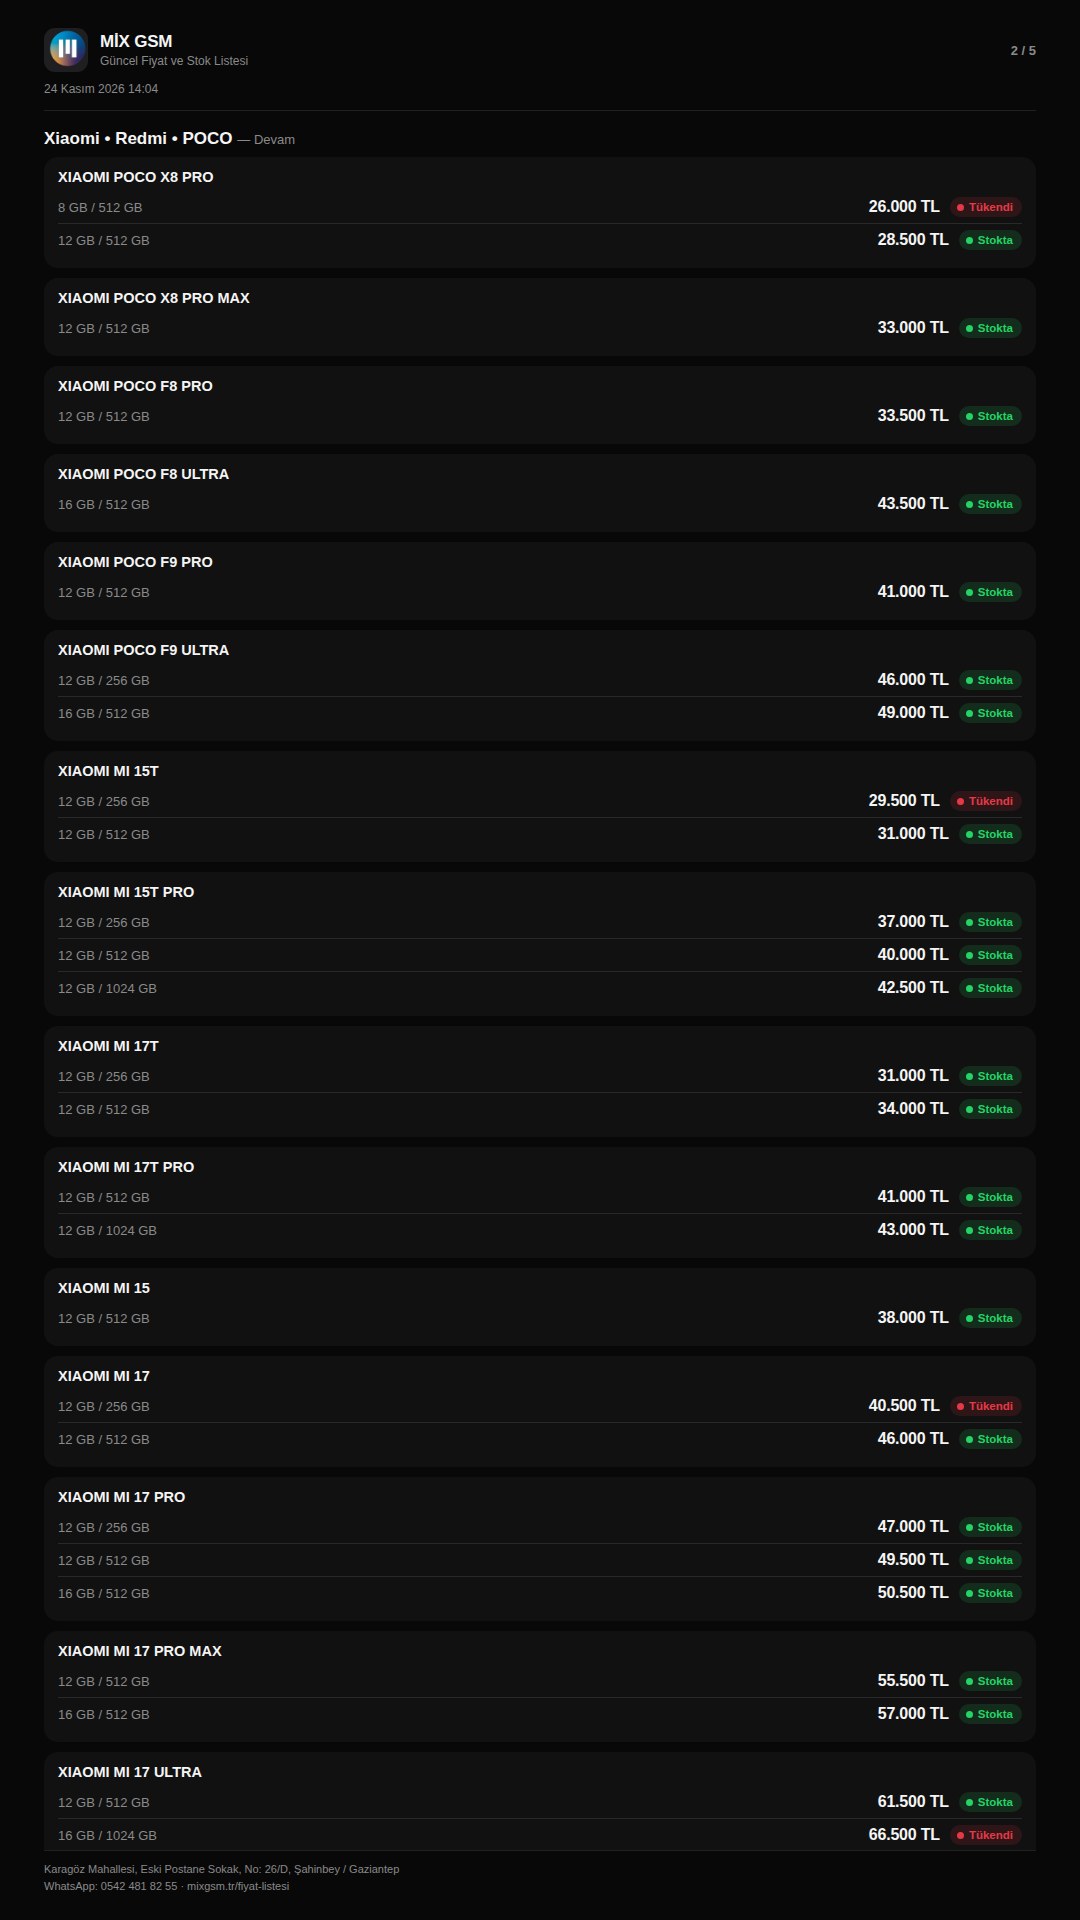 MİX GSM
Güncel Fiyat ve Stok Listesi
2 / 5
24 Kasım 2026 14:04
Xiaomi • Redmi • POCO — Devam
XIAOMI POCO X8 PRO
8 GB / 512 GB 26.000 TL Tükendi
12 GB / 512 GB 28.500 TL Stokta
XIAOMI POCO X8 PRO MAX
12 GB / 512 GB 33.000 TL Stokta
XIAOMI POCO F8 PRO
12 GB / 512 GB 33.500 TL Stokta
XIAOMI POCO F8 ULTRA
16 GB / 512 GB 43.500 TL Stokta
XIAOMI POCO F9 PRO
12 GB / 512 GB 41.000 TL Stokta
XIAOMI POCO F9 ULTRA
12 GB / 256 GB 46.000 TL Stokta
16 GB / 512 GB 49.000 TL Stokta
XIAOMI MI 15T
12 GB / 256 GB 29.500 TL Tükendi
12 GB / 512 GB 31.000 TL Stokta
XIAOMI MI 15T PRO
12 GB / 256 GB 37.000 TL Stokta
12 GB / 512 GB 40.000 TL Stokta
12 GB / 1024 GB 42.500 TL Stokta
XIAOMI MI 17T
12 GB / 256 GB 31.000 TL Stokta
12 GB / 512 GB 34.000 TL Stokta
XIAOMI MI 17T PRO
12 GB / 512 GB 41.000 TL Stokta
12 GB / 1024 GB 43.000 TL Stokta
XIAOMI MI 15
12 GB / 512 GB 38.000 TL Stokta
XIAOMI MI 17
12 GB / 256 GB 40.500 TL Tükendi
12 GB / 512 GB 46.000 TL Stokta
XIAOMI MI 17 PRO
12 GB / 256 GB 47.000 TL Stokta
12 GB / 512 GB 49.500 TL Stokta
16 GB / 512 GB 50.500 TL Stokta
XIAOMI MI 17 PRO MAX
12 GB / 512 GB 55.500 TL Stokta
16 GB / 512 GB 57.000 TL Stokta
XIAOMI MI 17 ULTRA
12 GB / 512 GB 61.500 TL Stokta
16 GB / 1024 GB 66.500 TL Tükendi
Karagöz Mahallesi, Eski Postane Sokak, No: 26/D, Şahinbey / Gaziantep
WhatsApp: 0542 481 82 55 · mixgsm.tr/fiyat-listesi